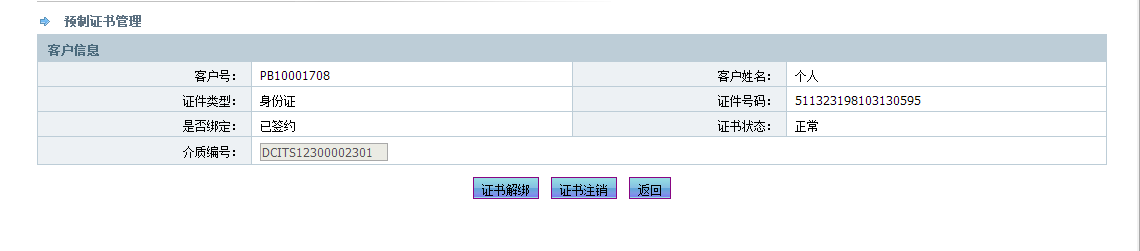 预制证书管理
客户信息
客户号： PB10001708 客户姓名： 个人
证件类型： 身份证 证件号码： 511323198103130595
是否绑定： 已签约 证书状态： 正常
介质编号： DCITS12300002301
证书解绑 证书注销 返回